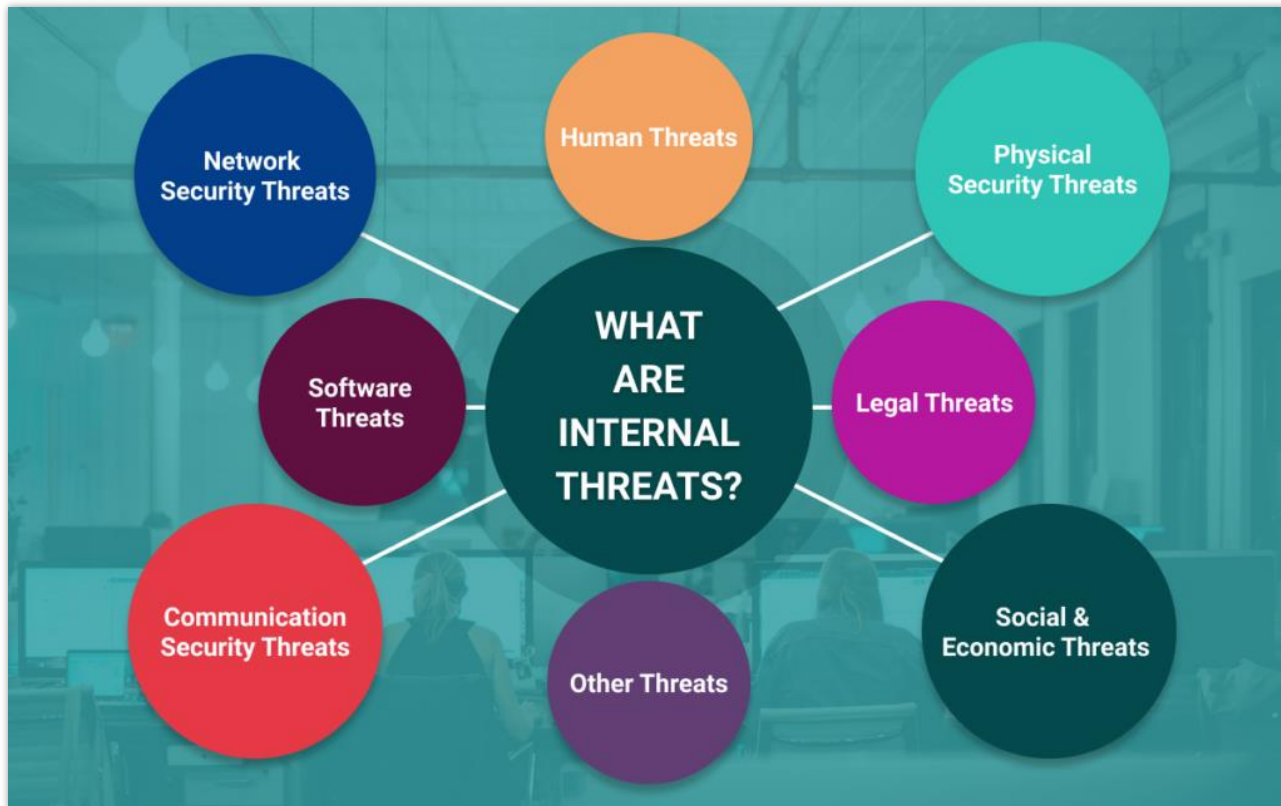 Human Threats
Network
Security Threats
Physical
Security Threats
WHAT
ARE
INTERNAL
THREATS?
Software
Threats
Legal Threats
Communication
Security Threats
Social &
Economic Threats
Other Threats